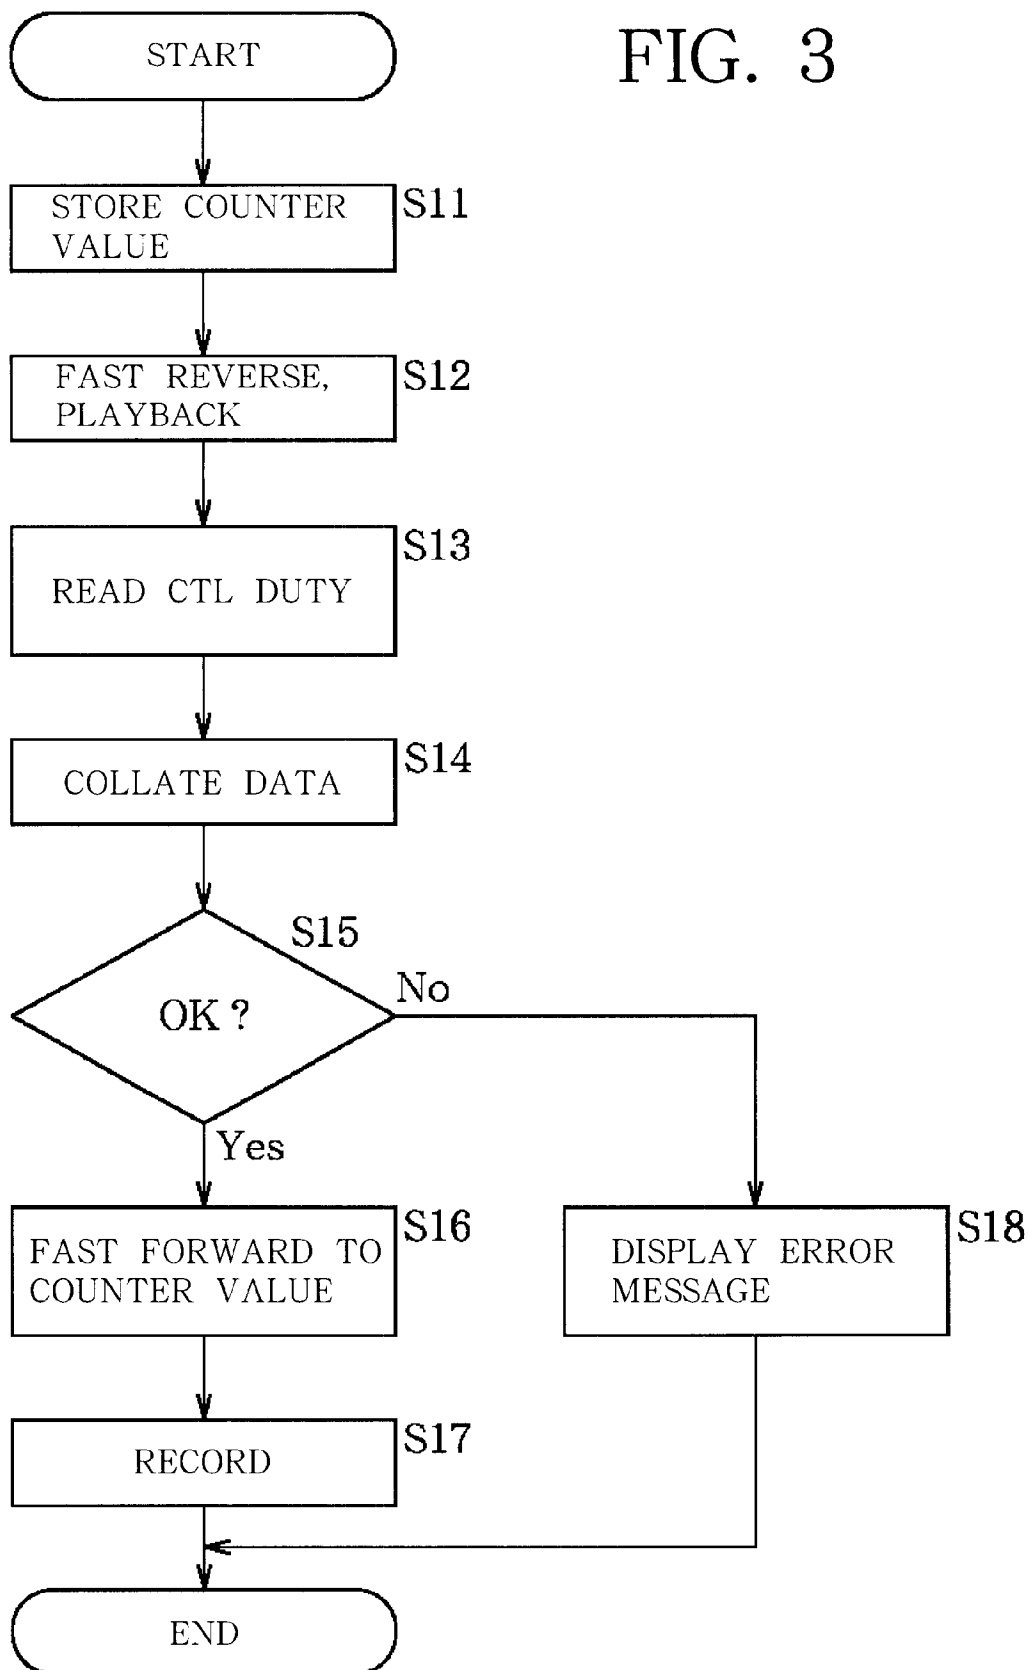 FIG. 3
START
S11
STORE COUNTER
VALUE
S12
FAST REVERSE,
PLAYBACK
S13
READ CTL DUTY
S14
COLLATE DATA
S15
OK ?
No
Yes
S16
FAST FORWARD TO
COUNTER VALUE
S18
DISPLAY ERROR
MESSAGE
S17
RECORD
END